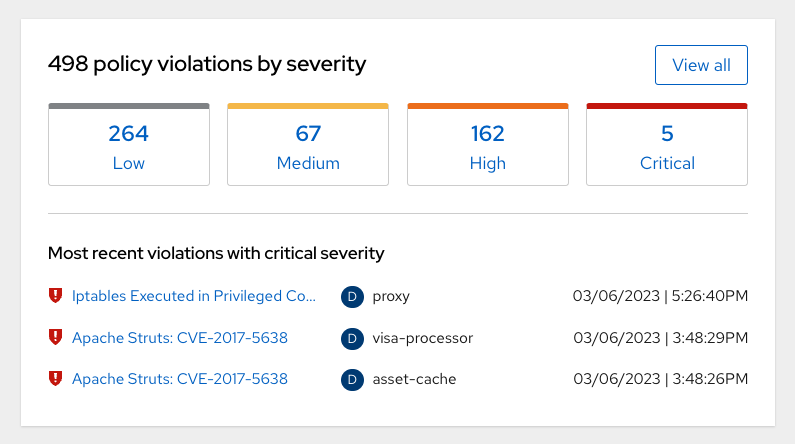 498 policy violations by severity View all
264 67 162 5
Low Medium High Critical
Most recent violations with critical severity
Iptables Executed in Privileged Co... D proxy 03/06/2023 | 5:26:40PM
Apache Struts: CVE-2017-5638 D visa-processor 03/06/2023 | 3:48:29PM
Apache Struts: CVE-2017-5638 D asset-cache 03/06/2023 | 3:48:26PM